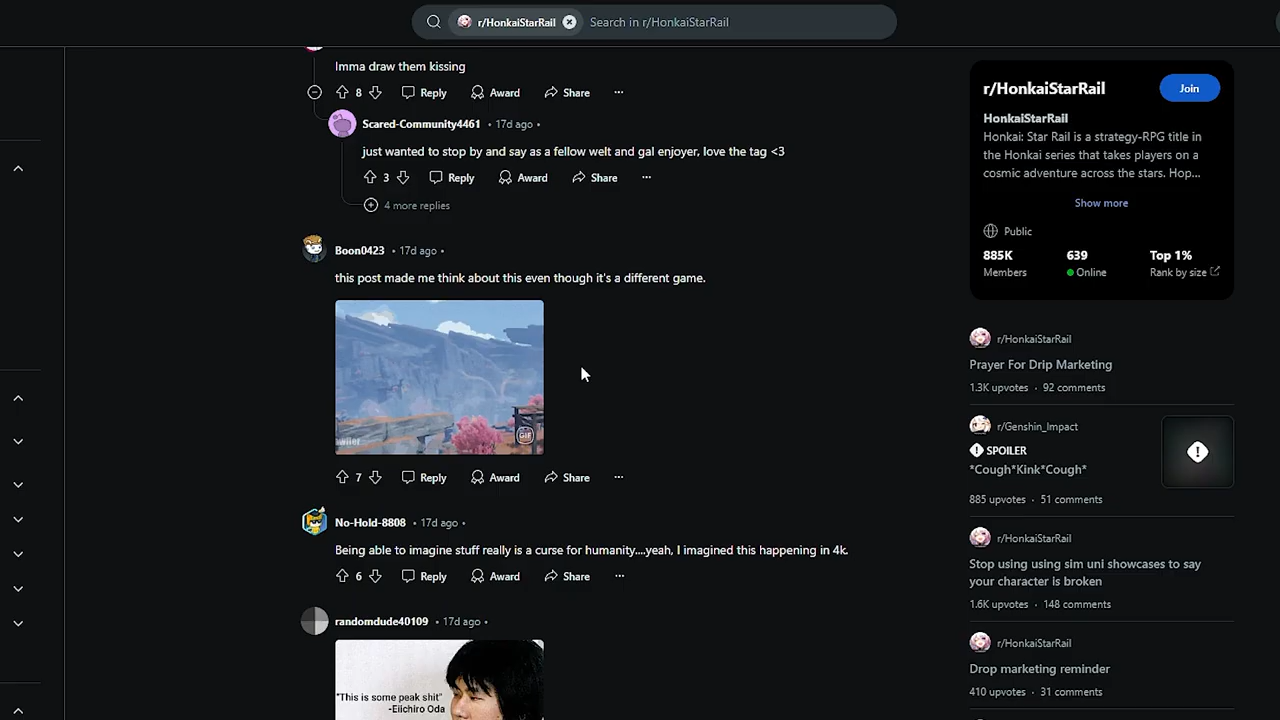 r/HonkaiStarRail
Search in r/HonkaiStarRail
Imma draw them kissing
8 Reply Award Share
Scared-Community4461 • 17d ago •
just wanted to stop by and say as a fellow welt and gal enjoyer, love the tag <3
3 Reply Award Share
4 more replies
Boon0423 • 17d ago •
this post made me think about this even though it's a different game.
GIF
7 Reply Award Share
No-Hold-8808 • 17d ago •
Being able to imagine stuff really is a curse for humanity....yeah, I imagined this happening in 4k.
6 Reply Award Share
randomdude40109 • 17d ago •
"This is some peak shit"
-Eiichiro Oda
r/HonkaiStarRail
Join
HonkaiStarRail
Honkai: Star Rail is a strategy-RPG title in
the Honkai series that takes players on a
cosmic adventure across the stars. Hop...
Show more
Public
885K 639 Top 1%
Members Online Rank by size
r/HonkaiStarRail
Prayer For Drip Marketing
1.3K upvotes · 92 comments
r/Genshin_Impact
SPOILER
*Cough*Kink*Cough*
885 upvotes · 51 comments
r/HonkaiStarRail
Stop using using sim uni showcases to say
your character is broken
1.6K upvotes · 148 comments
r/HonkaiStarRail
Drop marketing reminder
410 upvotes · 31 comments